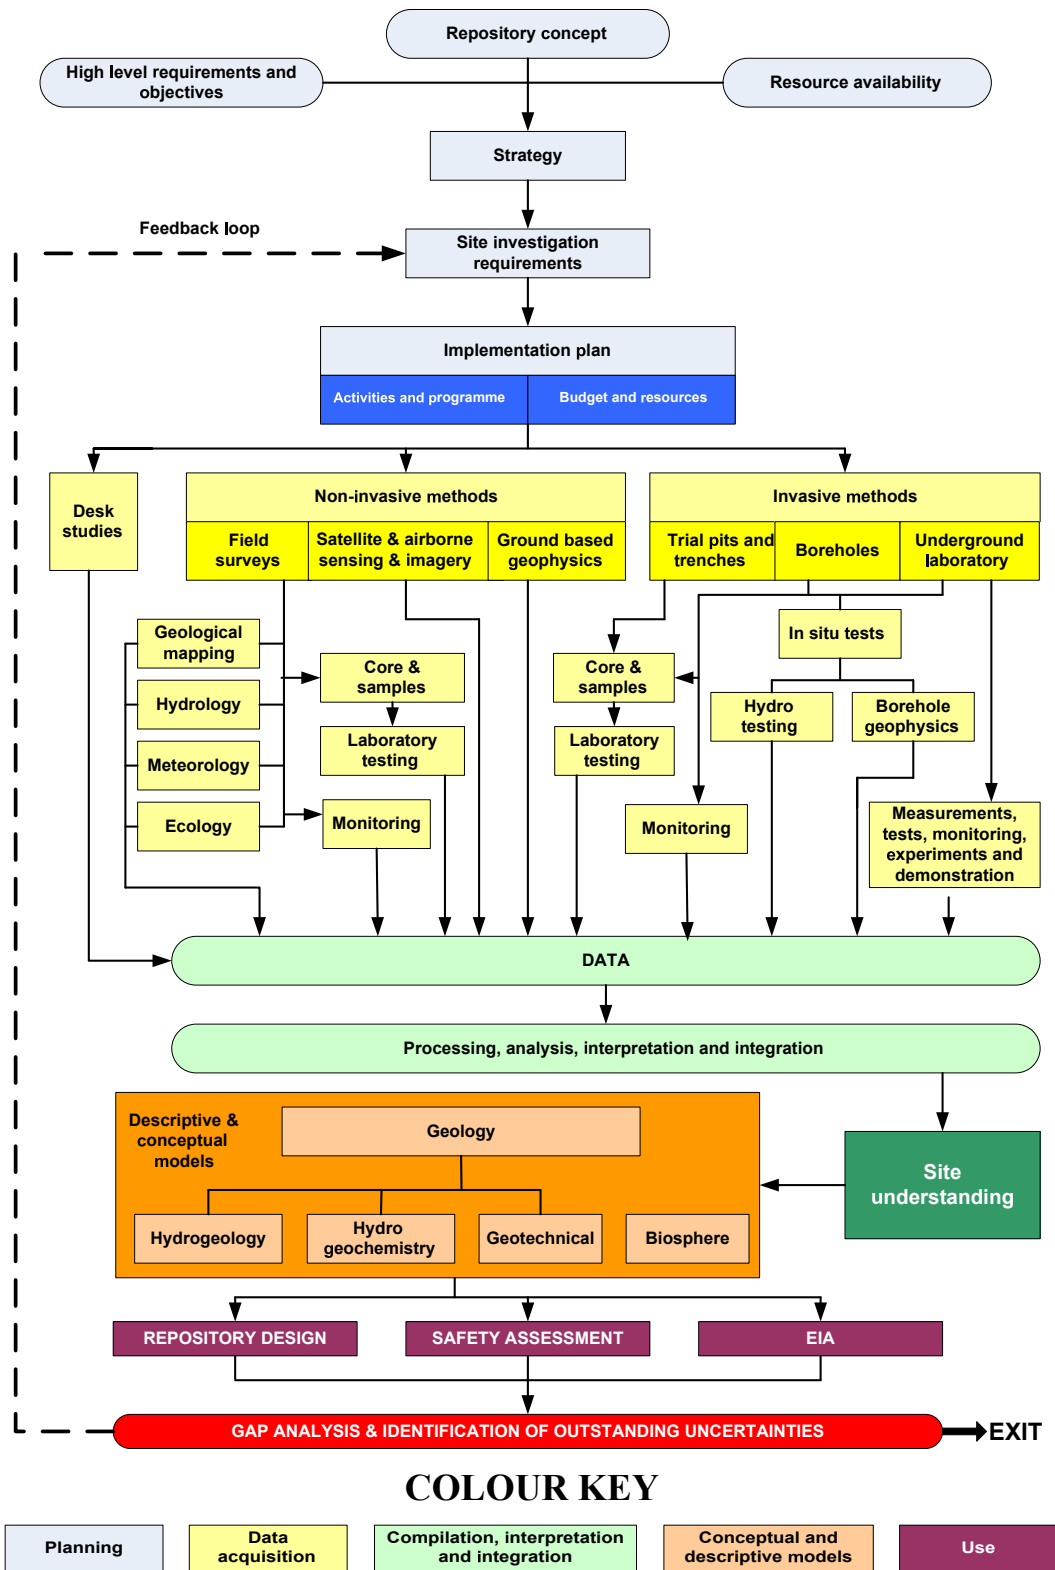 Repository concept
High level requirements and
objectives
Resource availability
Strategy
Feedback loop
Site investigation
requirements
Implementation plan
Activities and programme
Budget and resources
Desk
studies
Non-invasive methods
Field
surveys
Satellite & airborne
sensing & imagery
Ground based
geophysics
Invasive methods
Trial pits and
trenches
Boreholes
Underground
laboratory
Geological
mapping
Hydrology
Meteorology
Ecology
Core &
samples
Laboratory
testing
Monitoring
Core &
samples
Laboratory
testing
Monitoring
In situ tests
Hydro
testing
Borehole
geophysics
Measurements,
tests, monitoring,
experiments and
demonstration
DATA
Processing, analysis, interpretation and integration
Descriptive &
conceptual
models
Geology
Hydrogeology
Hydro
geochemistry
Geotechnical
Biosphere
Site
understanding
REPOSITORY DESIGN
SAFETY ASSESSMENT
EIA
GAP ANALYSIS & IDENTIFICATION OF OUTSTANDING UNCERTAINTIES
EXIT
COLOUR KEY
Planning
Data
acquisition
Compilation, interpretation
and integration
Conceptual and
descriptive models
Use